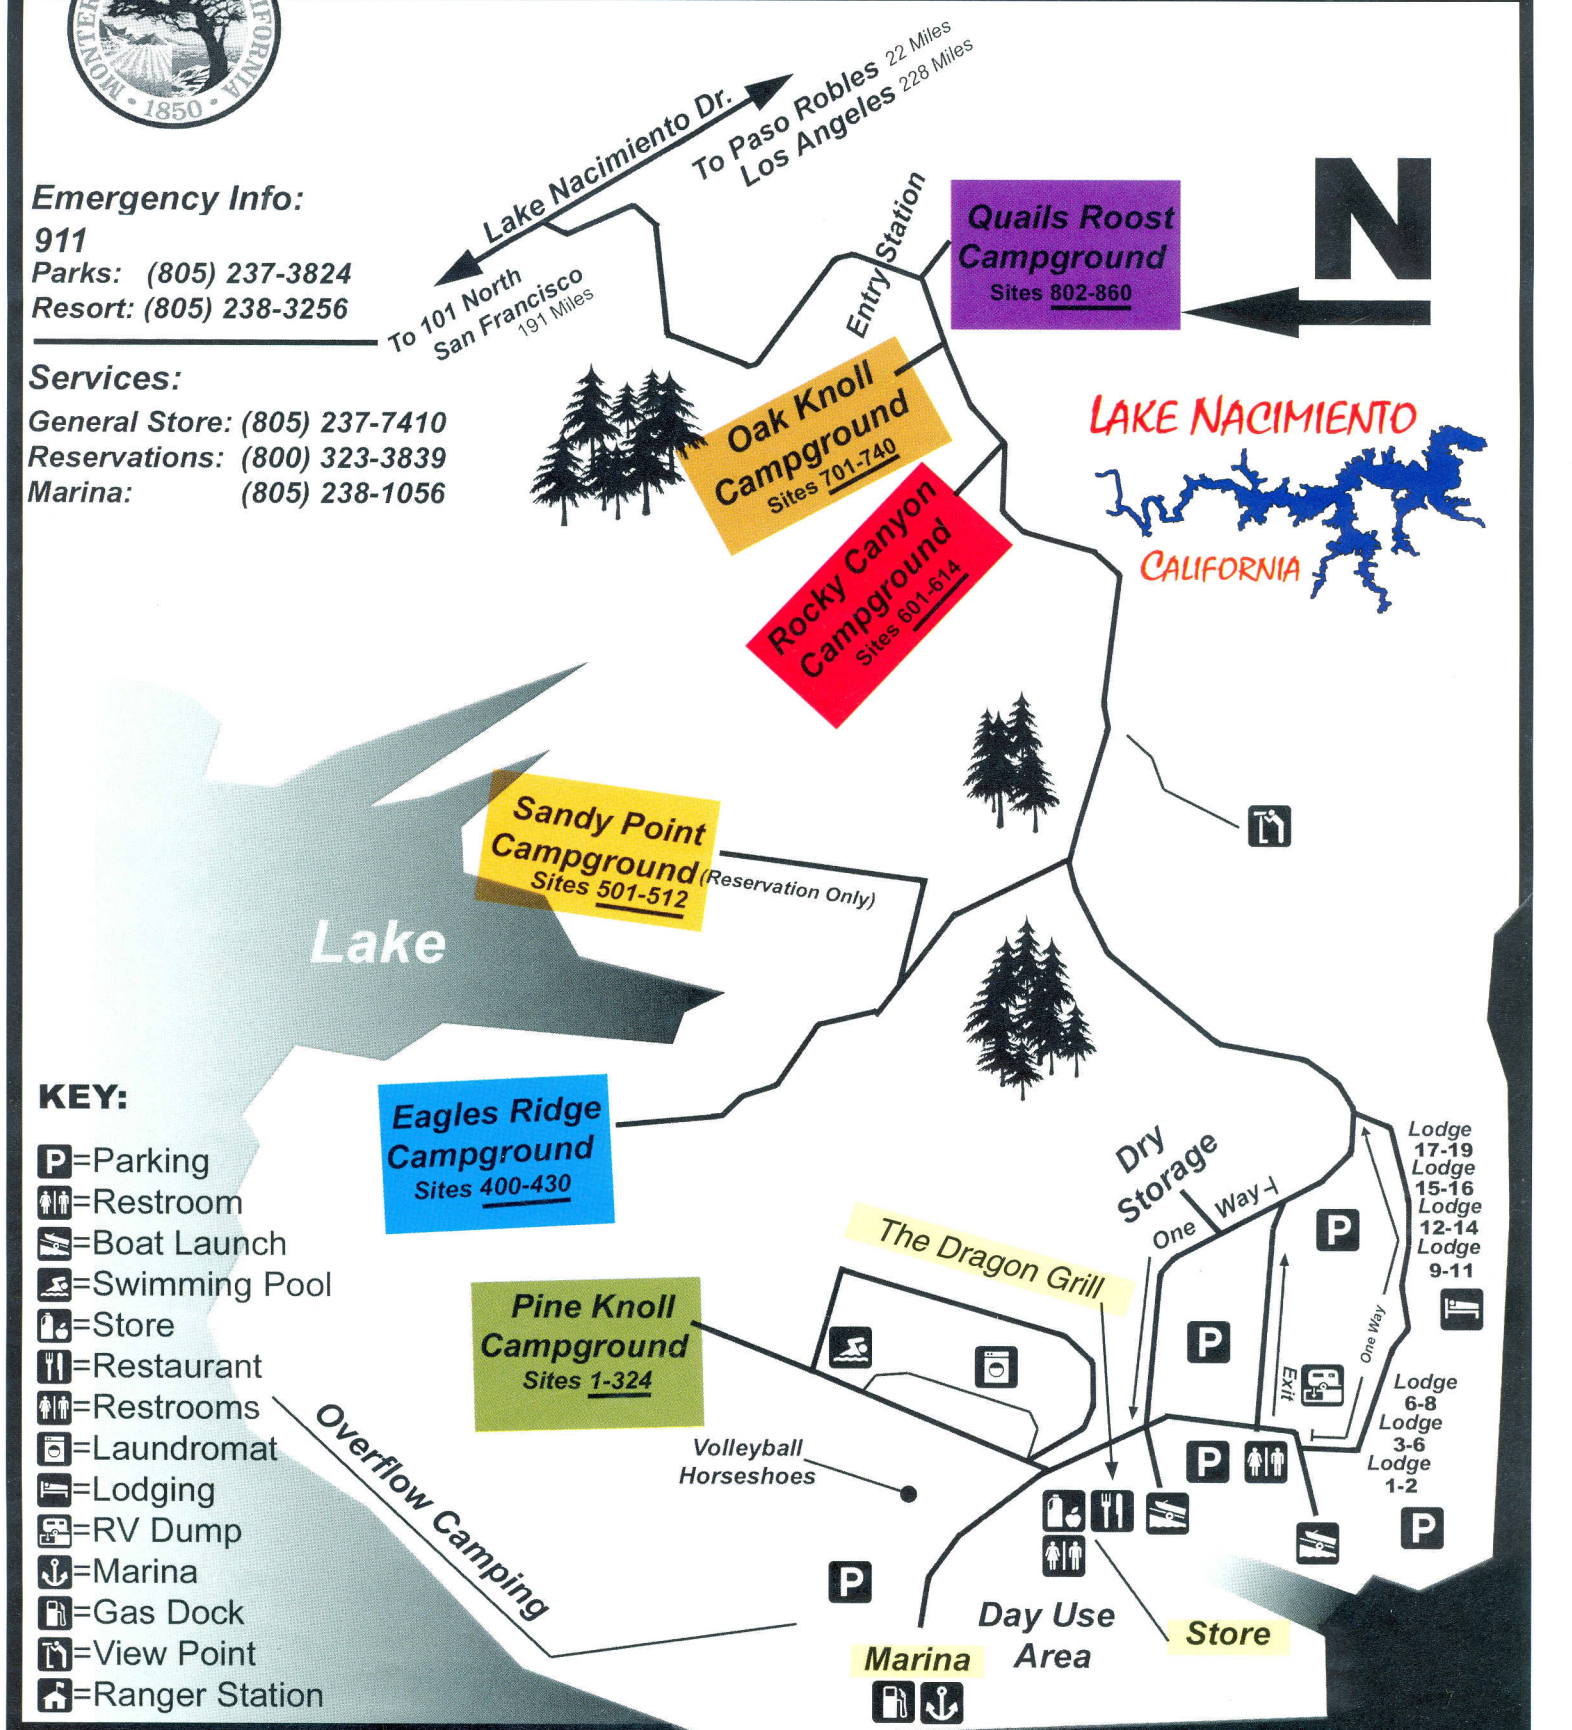 MONTER
IFORNIA
• 1850 •
Lake Nacimiento Dr.
To Paso Robles 22 Miles
Los Angeles 228 Miles
To 101 North
San Francisco
191 Miles
Emergency Info:
911
Parks: (805) 237-3824
Resort: (805) 238-3256
Services:
General Store: (805) 237-7410
Reservations: (800) 323-3839
Marina: (805) 238-1056
Entry Station
Quails Roost
Campground
Sites 802-860
N
Oak Knoll
Campground
Sites 701-740
LAKE NACIMIENTO
CALIFORNIA
Rocky Canyon
Campground
Sites 601-614
Sandy Point
Campground
Sites 501-512
(Reservation Only)
Lake
Eagles Ridge
Campground
Sites 400-430
KEY:
P=Parking
=Restroom
=Boat Launch
=Swimming Pool
=Store
=Restaurant
=Restrooms
=Laundromat
=Lodging
=RV Dump
=Marina
=Gas Dock
=View Point
=Ranger Station
Dry
Storage
One Way
Lodge
17-19
Lodge
15-16
Lodge
12-14
Lodge
9-11
P
The Dragon Grill
Pine Knoll
Campground
Sites 1-324
P
One Way
Exit
Lodge
6-8
Lodge
3-6
Lodge
1-2
Overflow Camping
Volleyball
Horseshoes
P
P
P
Day Use
Area
Store
Marina